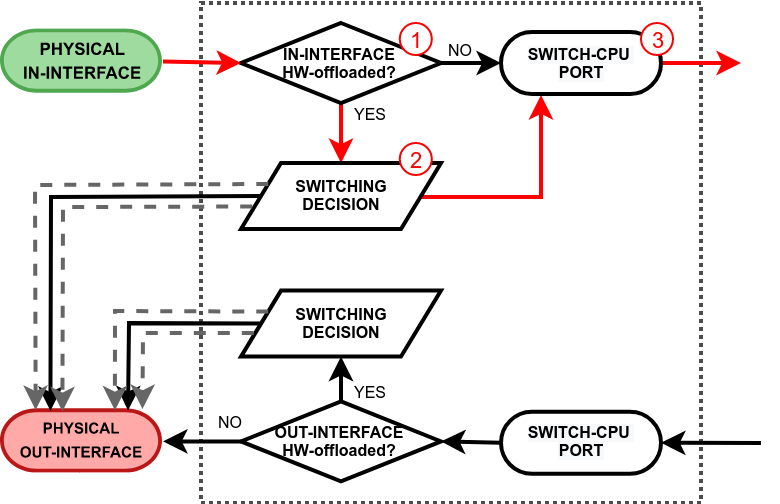 PHYSICAL
IN-INTERFACE
IN-INTERFACE
HW-offloaded?
1
NO
SWITCH-CPU
PORT
3
YES
SWITCHING
DECISION
2
SWITCHING
DECISION
YES
PHYSICAL
OUT-INTERFACE
NO
OUT-INTERFACE
HW-offloaded?
SWITCH-CPU
PORT